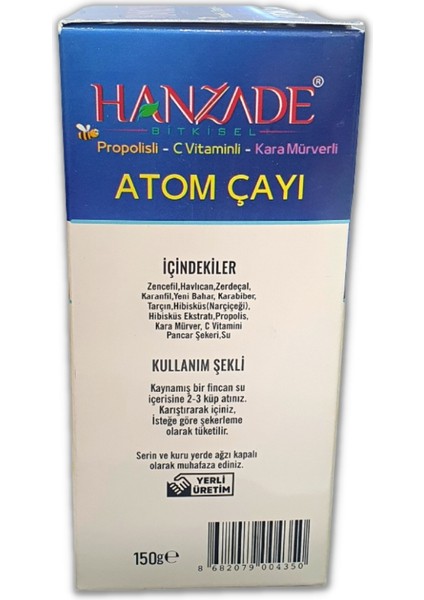 HANZADE®
BİTKİSEL
Propolisli - C Vitaminli - Kara Mürverli
ATOM ÇAYI
İÇİNDEKİLER
Zencefil,Havlıcan,Zerdeçal,
Karanfil,Yeni Bahar, Karabiber,
Tarçın,Hibisküs(Narçiçeği),
Hibisküs Ekstratı,Propolis,
Kara Mürver, C Vitamini
Pancar Şekeri,Su
KULLANIM ŞEKLİ
Kaynamış bir fincan su
içerisine 2-3 küp atınız.
Karıştırarak içiniz,
İsteğe göre şekerleme
olarak tüketilir.
Serin ve kuru yerde ağzı kapalı
olarak muhafaza ediniz.
YERLİ
ÜRETİM
150g℮
8 682079 004350